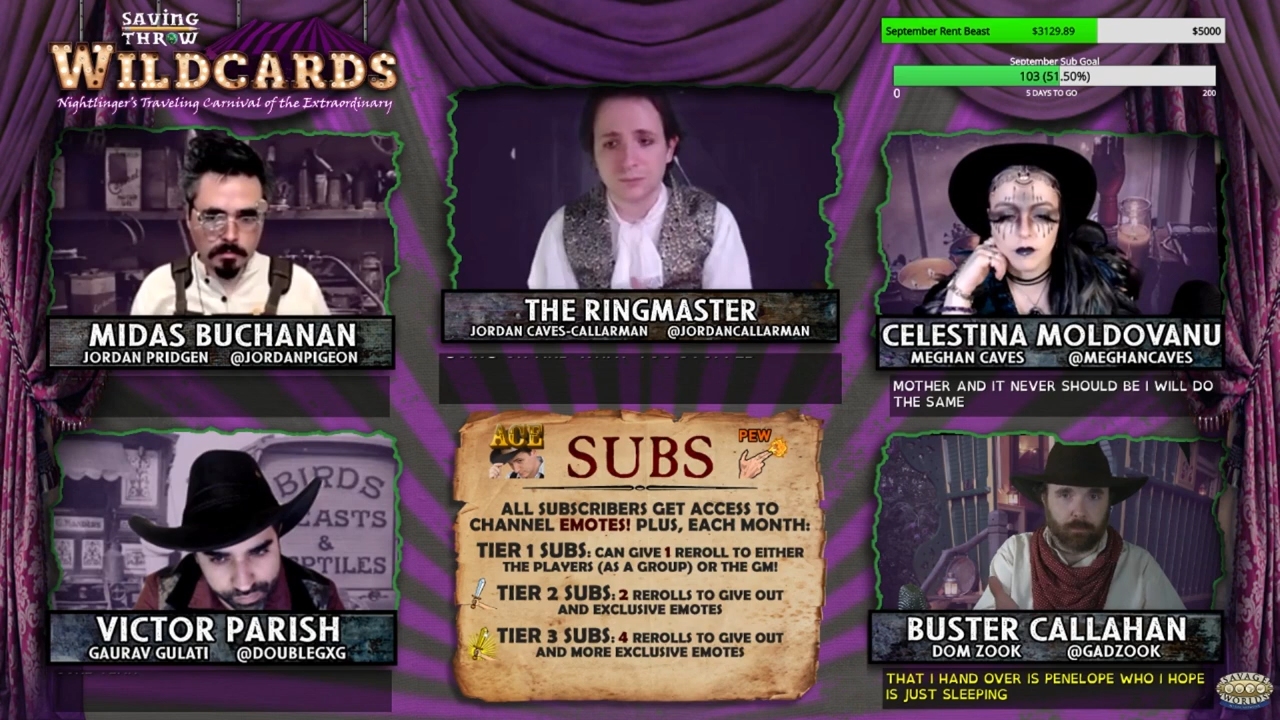 SAVING
THROW
WILDCARDS
Nightlinger's Traveling Carnival of the Extraordinary
September Rent Beast $3129.89 $5000
September Sub Goal
103 (51.50%)
0 5 DAYS TO GO 200
MIDAS BUCHANAN
JORDAN PRIDGEN @JORDANPIGEON
THE RINGMASTER
JORDAN CAVES-CALLARMAN @JORDANCALLARMAN
CELESTINA MOLDOVANU
MEGHAN CAVES @MEGHANCAVES
MOTHER AND IT NEVER SHOULD BE I WILL DO
THE SAME
ACE SUBS PEW
ALL SUBSCRIBERS GET ACCESS TO
CHANNEL EMOTES! PLUS, EACH MONTH:
TIER 1 SUBS: CAN GIVE 1 REROLL TO EITHER
THE PLAYERS (AS A GROUP) OR THE GM!
TIER 2 SUBS: 2 REROLLS TO GIVE OUT
AND EXCLUSIVE EMOTES
TIER 3 SUBS: 4 REROLLS TO GIVE OUT
AND MORE EXCLUSIVE EMOTES
BIRDS
EASTS
&
PTILES
VICTOR PARISH
GAURAV GULATI @DOUBLEGXG
BUSTER CALLAHAN
DOM ZOOK @GADZOOK
THAT I HAND OVER IS PENELOPE WHO I HOPE
IS JUST SLEEPING
SAVAGE
WORLDS